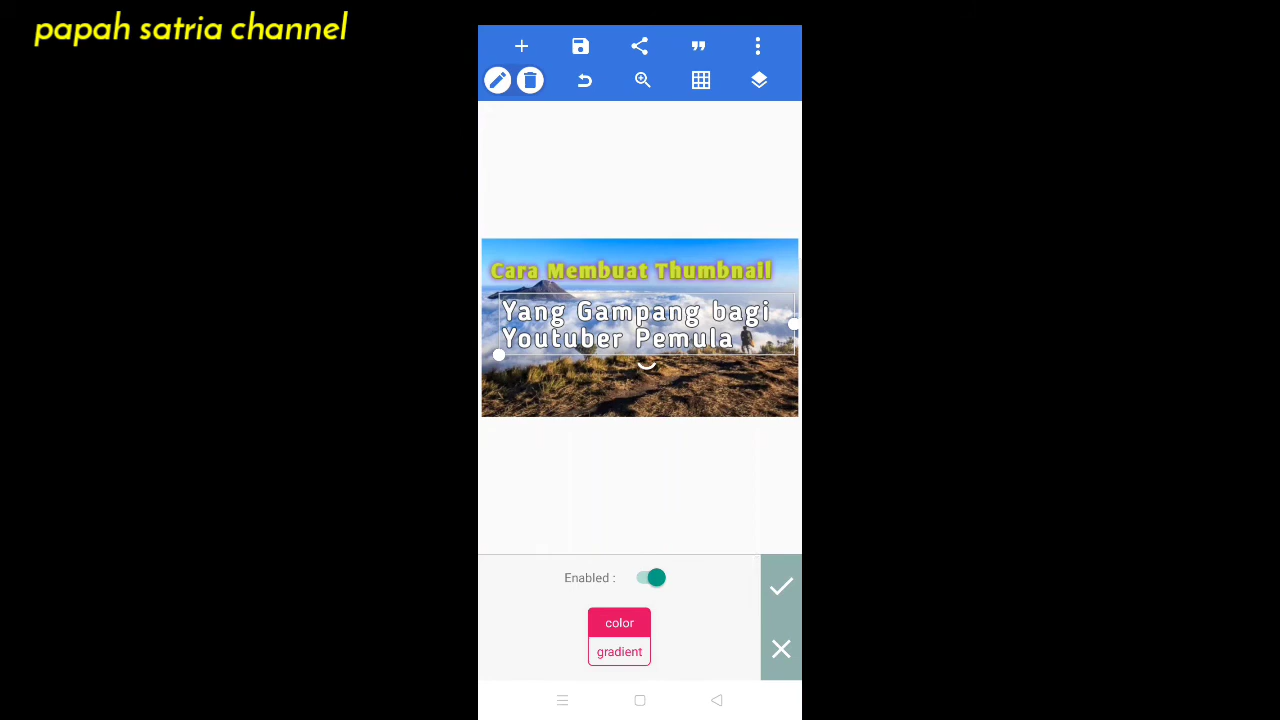 papah satria channel
Cara Membuat Thumbnail
Yang Gampang bagi
Youtuber Pemula
Enabled :
color
gradient